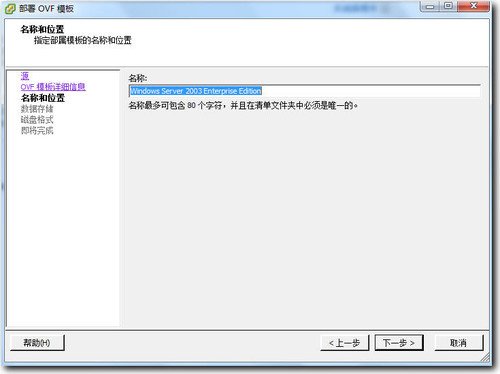 部署 OVF 模板
名称和位置
指定部属模板的名称和位置
源
OVF 模板详细信息
名称和位置
数据存储
磁盘格式
即将完成
名称:
Windows Server 2003 Enterprise Edition
名称最多可包含 80 个字符，并且在清单文件夹中必须是唯一的。
帮助(H)
< 上一步
下一步 >
取消